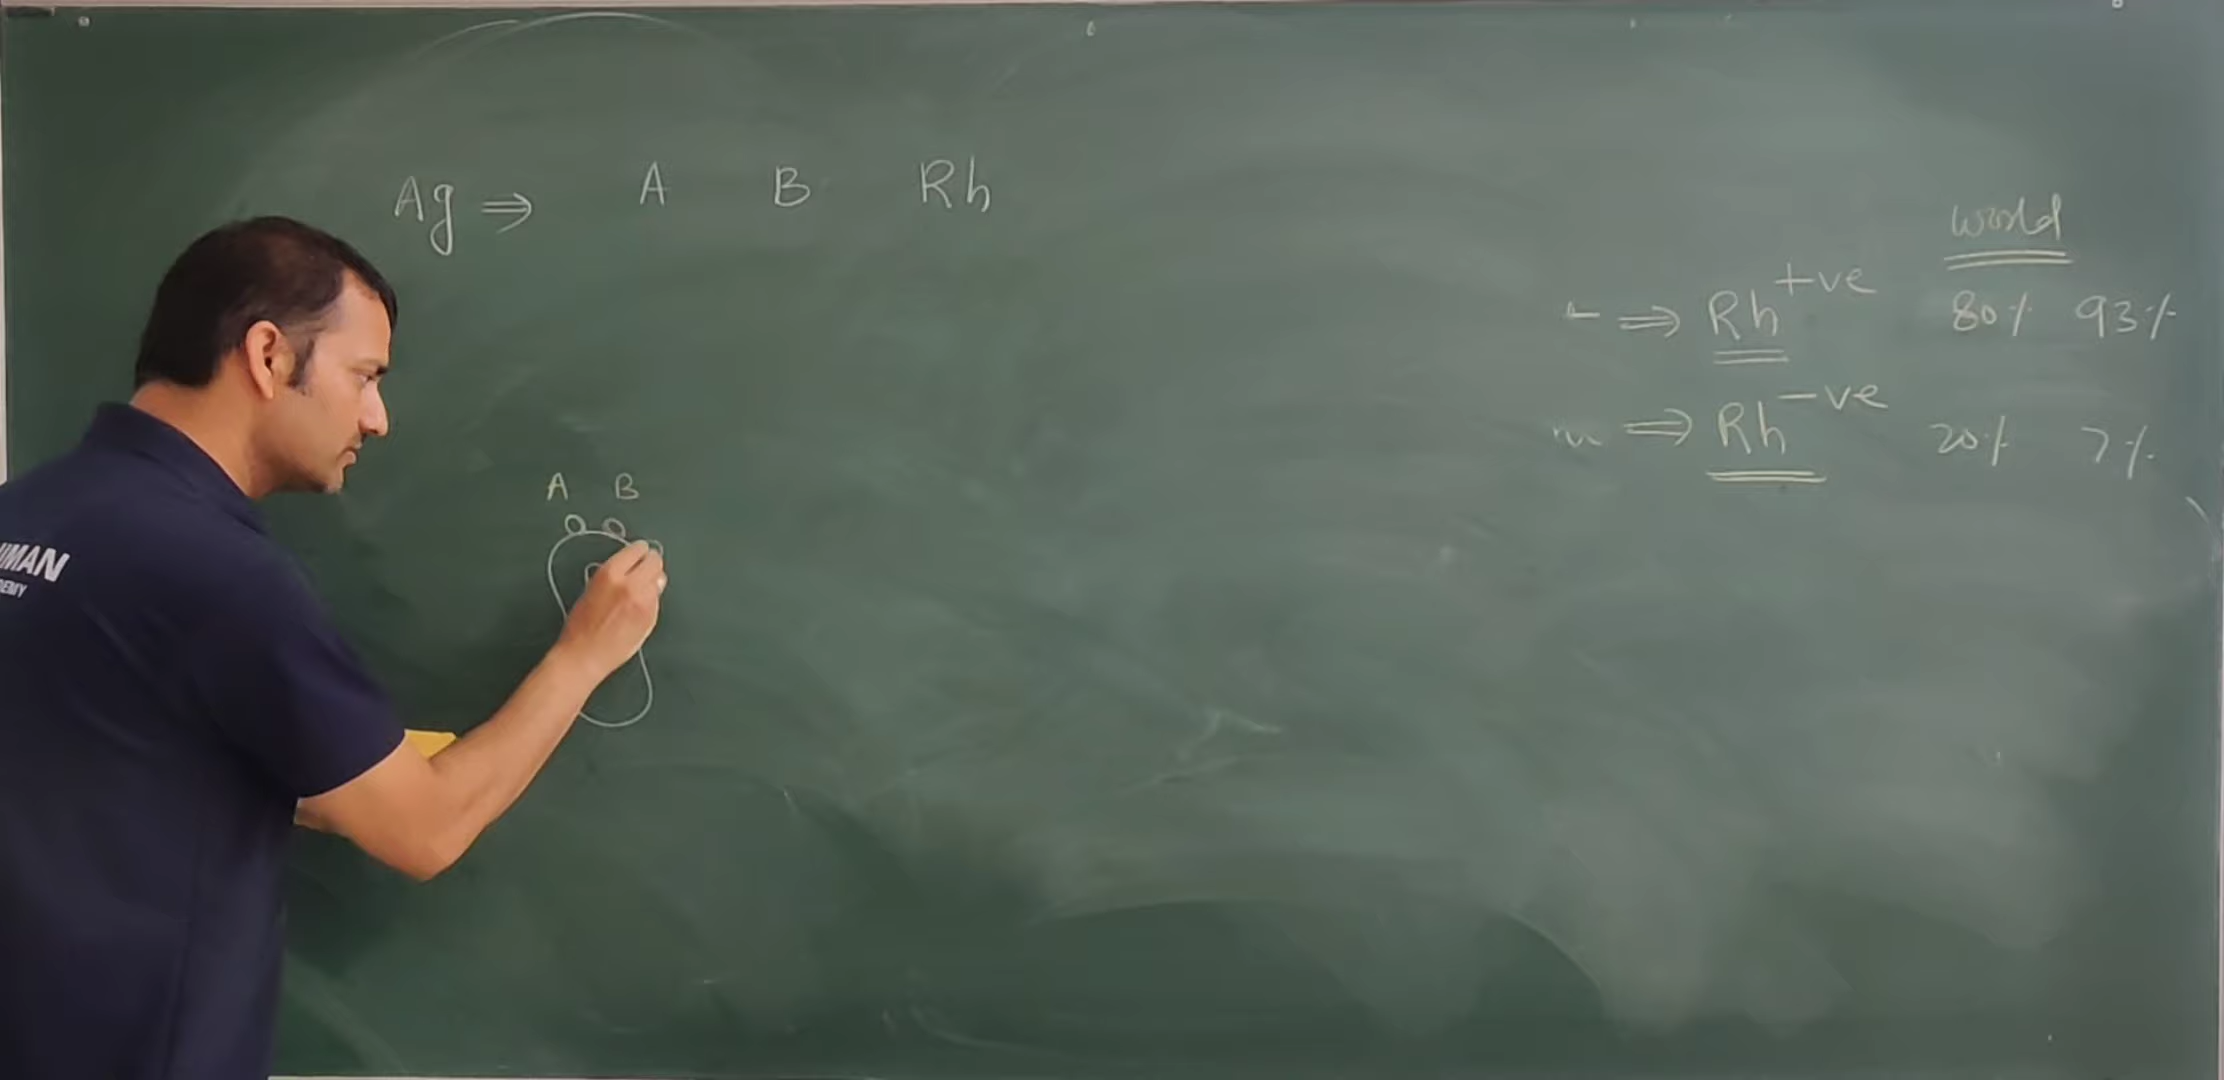 Ag ⇒ A B Rh
World
⇒ Rh+ve 80% 93%
⇒ Rh-ve 20% 7%
A B